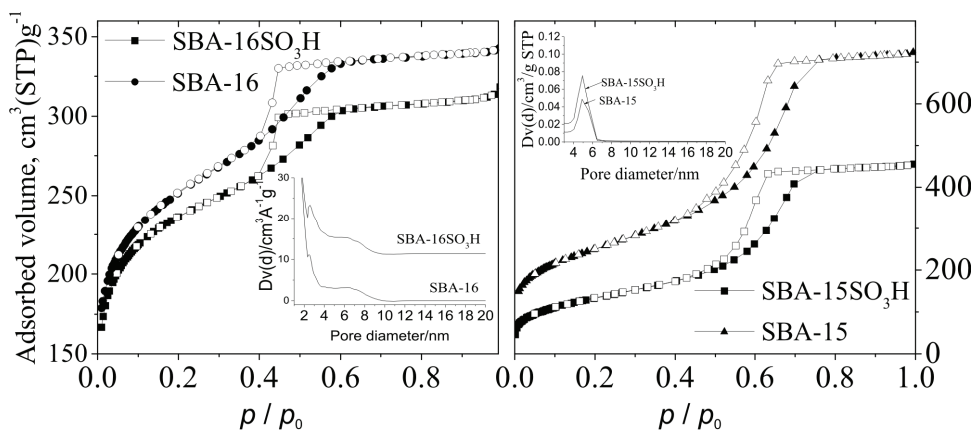 Adsorbed volume, cm³(STP)g⁻¹
350
300
250
200
150
0.0 0.2 0.4 0.6 0.8
p / p₀
SBA-16SO₃H
SBA-16
Dv(d)/cm³A⁻¹g⁻¹
30
20
10
0
2 4 6 8 10 12 14 16 18 20
Pore diameter/nm
SBA-16SO₃H
SBA-16
Dv(d)/cm³/g STP
0.12
0.10
0.08
0.06
0.04
0.02
0.00
4 6 8 10 12 14 16 18 20
Pore diameter/nm
SBA-15SO₃H
SBA-15
SBA-15SO₃H
SBA-15
600
400
200
0
0.0 0.2 0.4 0.6 0.8 1.0
p / p₀